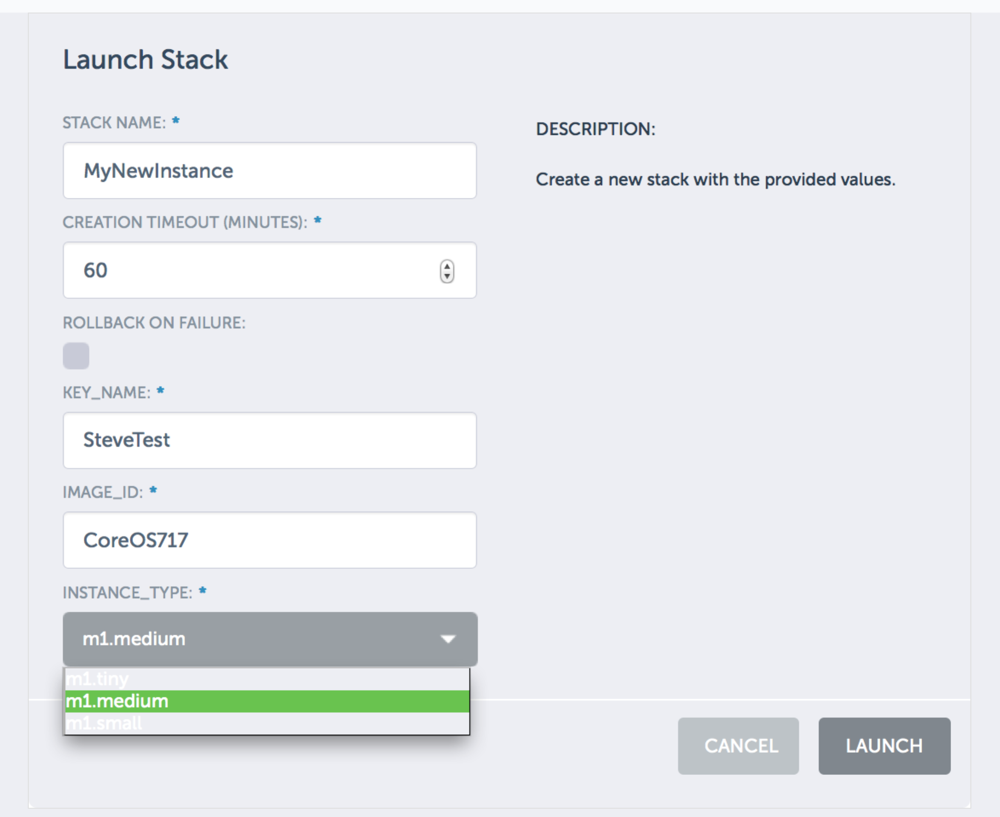 Launch Stack
STACK NAME: *
MyNewInstance
CREATION TIMEOUT (MINUTES): *
60
ROLLBACK ON FAILURE:
KEY_NAME: *
SteveTest
IMAGE_ID: *
CoreOS717
INSTANCE_TYPE: *
m1.medium
m1.tiny
m1.medium
m1.small
DESCRIPTION:
Create a new stack with the provided values.
CANCEL
LAUNCH